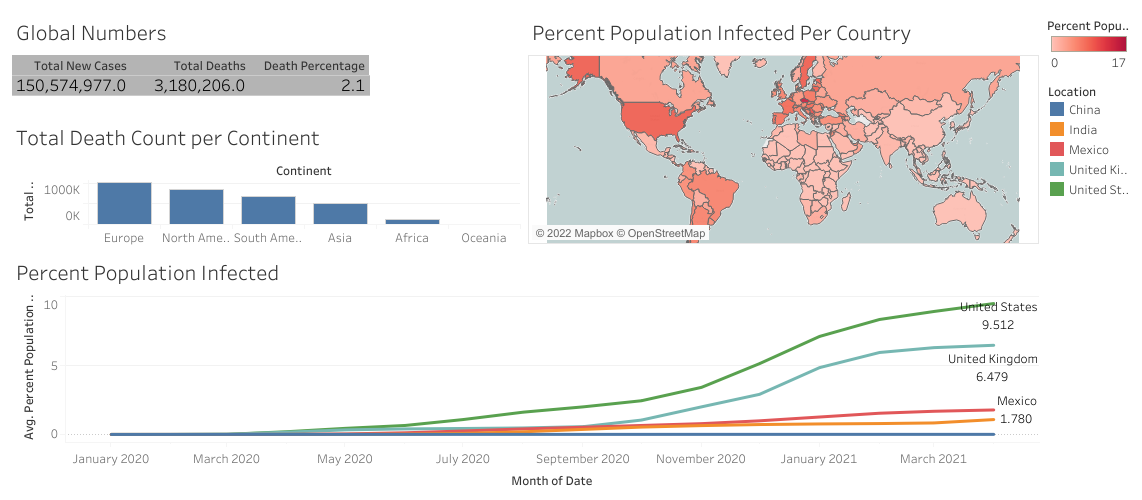 Global Numbers
Total New Cases Total Deaths Death Percentage
150,574,977.0 3,180,206.0 2.1
Total Death Count per Continent
Continent
Total..
1000K
0K
Europe North Ame.. South Ame.. Asia Africa Oceania
Percent Population Infected Per Country
© 2022 Mapbox © OpenStreetMap
Percent Popu..
0 17
Location
China
India
Mexico
United Ki..
United St..
Percent Population Infected
Avg. Percent Population ..
10
5
0
United States
9.512
United Kingdom
6.479
Mexico
1.780
January 2020 March 2020 May 2020 July 2020 September 2020 November 2020 January 2021 March 2021
Month of Date